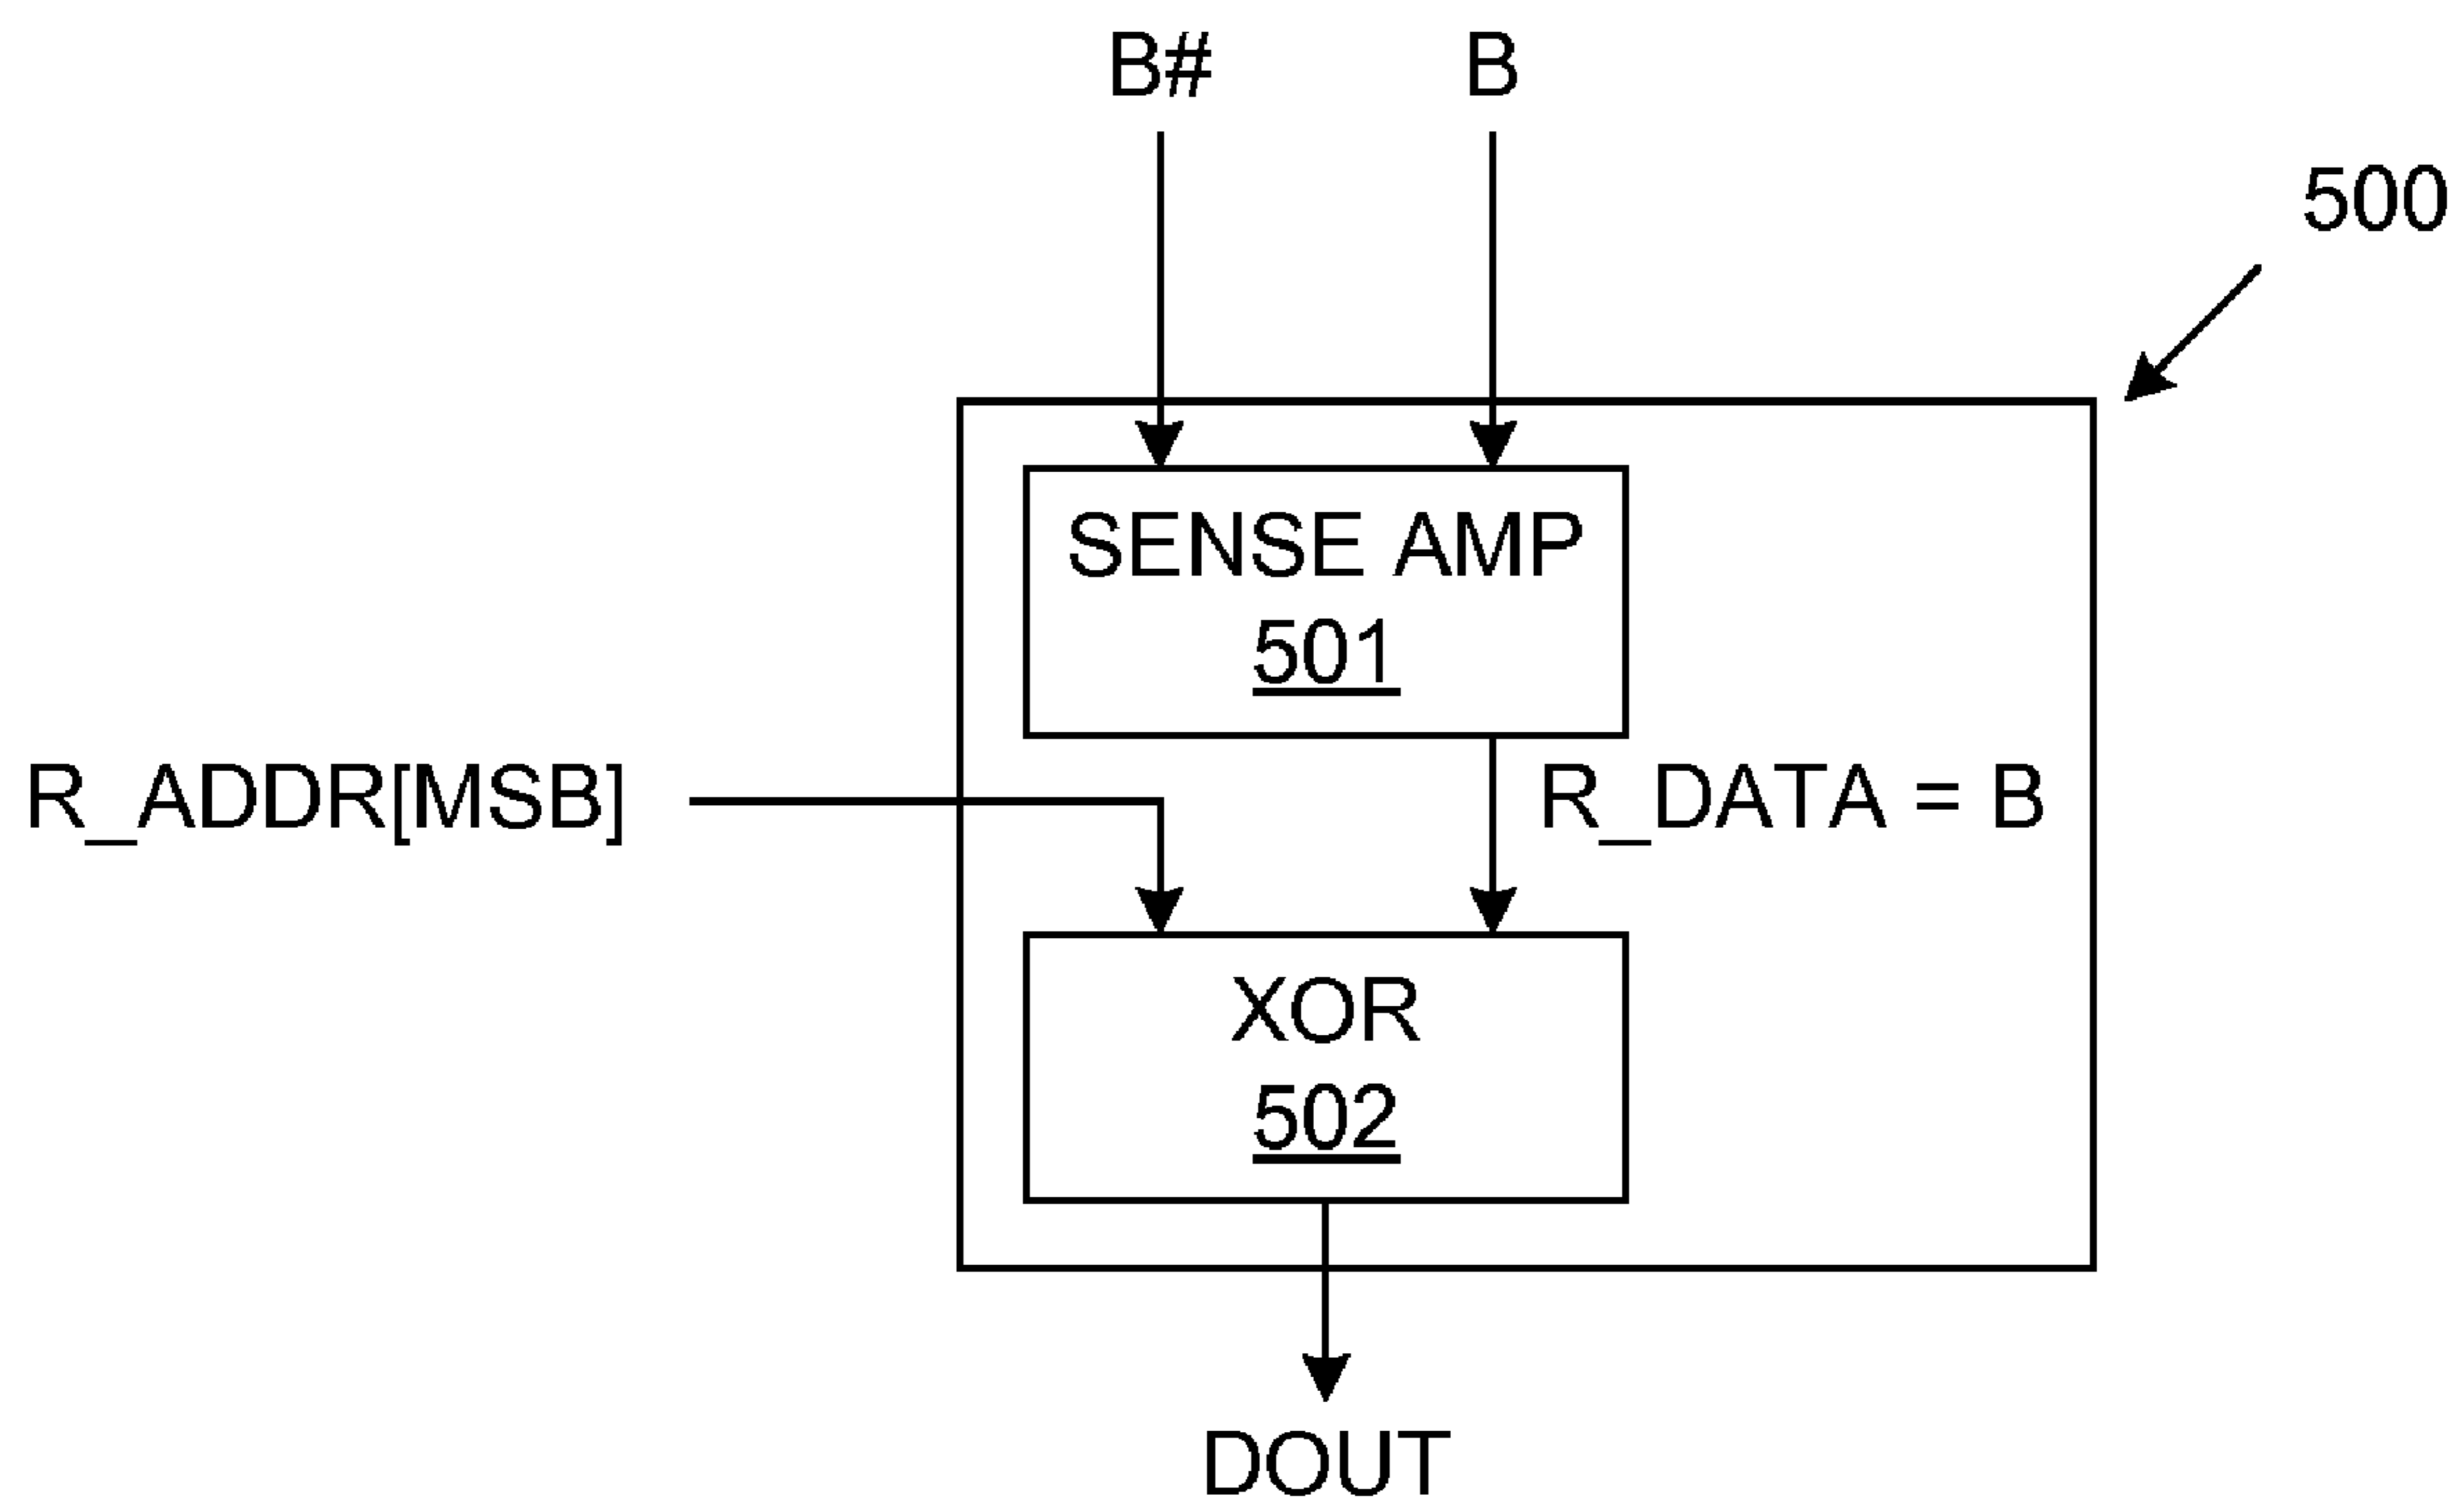 B#
B
500
SENSE AMP
501
R_ADDR[MSB]
R_DATA = B
XOR
502
DOUT